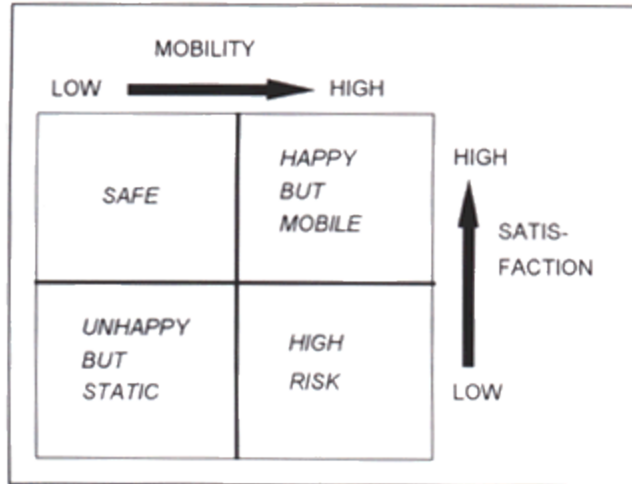 MOBILITY
LOW HIGH
SAFE
HAPPY
BUT
MOBILE
HIGH
SATIS-
FACTION
LOW
UNHAPPY
BUT
STATIC
HIGH
RISK